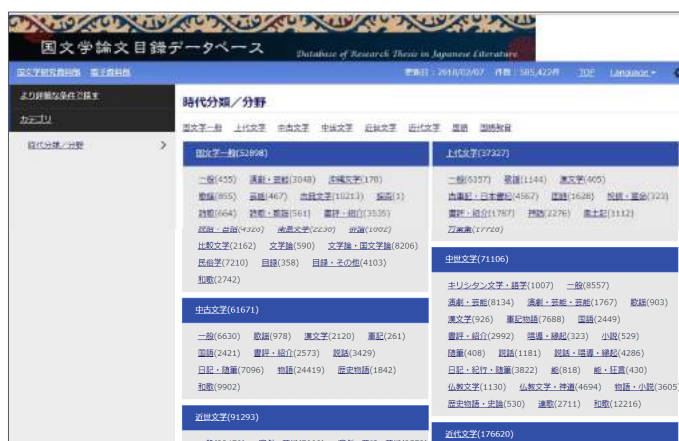 国文学論文目録データベース
Database of Research Thesis in Japanese Literature
国文学研究資料館 電子資料館
更新日：2018/02/07 件数：585,422件 TOP Language
より詳細な条件で探す
カテゴリ
時代分類／分野
時代分類／分野
国文学一般 上代文学 中古文学 中世文学 近世文学 近代文学 国語 国語教育
国文学一般(52898)
一般(455) 演劇・芸能(3048) 沖縄文学(170)
歌謡(855) 芸能(467) 古典文学(10213)
詩歌(664) 詩歌・歌謡(561) 書評・紹介(3535)
比較文学(2162) 文学論(590) 文学論・国文学論(8206)
民俗学(7210) 目録(358) 目録・その他(4103)
和歌(2742)
中古文学(61671)
一般(6630) 歌謡(978) 漢文学(2120) 軍記(261)
国語(2421) 書評・紹介(2573) 説話(3429)
日記・随筆(7096) 物語(24419) 歴史物語(1842)
和歌(9902)
近世文学(91293)
上代文学(37327)
一般(6357) 歌謡(1144) 漢文学(405)
古事記・日本書紀(4567) 国語(1628) 祝詞・宣命(323)
書評・紹介(1787) 神話(2276) 風土記(1112)
万葉集(17728)
中世文学(71106)
キリシタン文学・語学(1007) 一般(8557)
演劇・芸能(8134) 演劇・芸能・芸能(1767) 歌謡(903)
漢文学(926) 軍記物語(7688) 国語(2449)
書評・紹介(2992) 唱導・縁起(323) 小説(529)
随筆(408) 説話(1181) 説話・唱導・縁起(4286)
日記・紀行・随筆(3822) 能(818) 能・狂言(430)
仏教文学(1130) 仏教文学・神道(4694) 物語・小説(3605)
歴史物語・史論(530) 連歌(2711) 和歌(12216)
近代文学(176620)